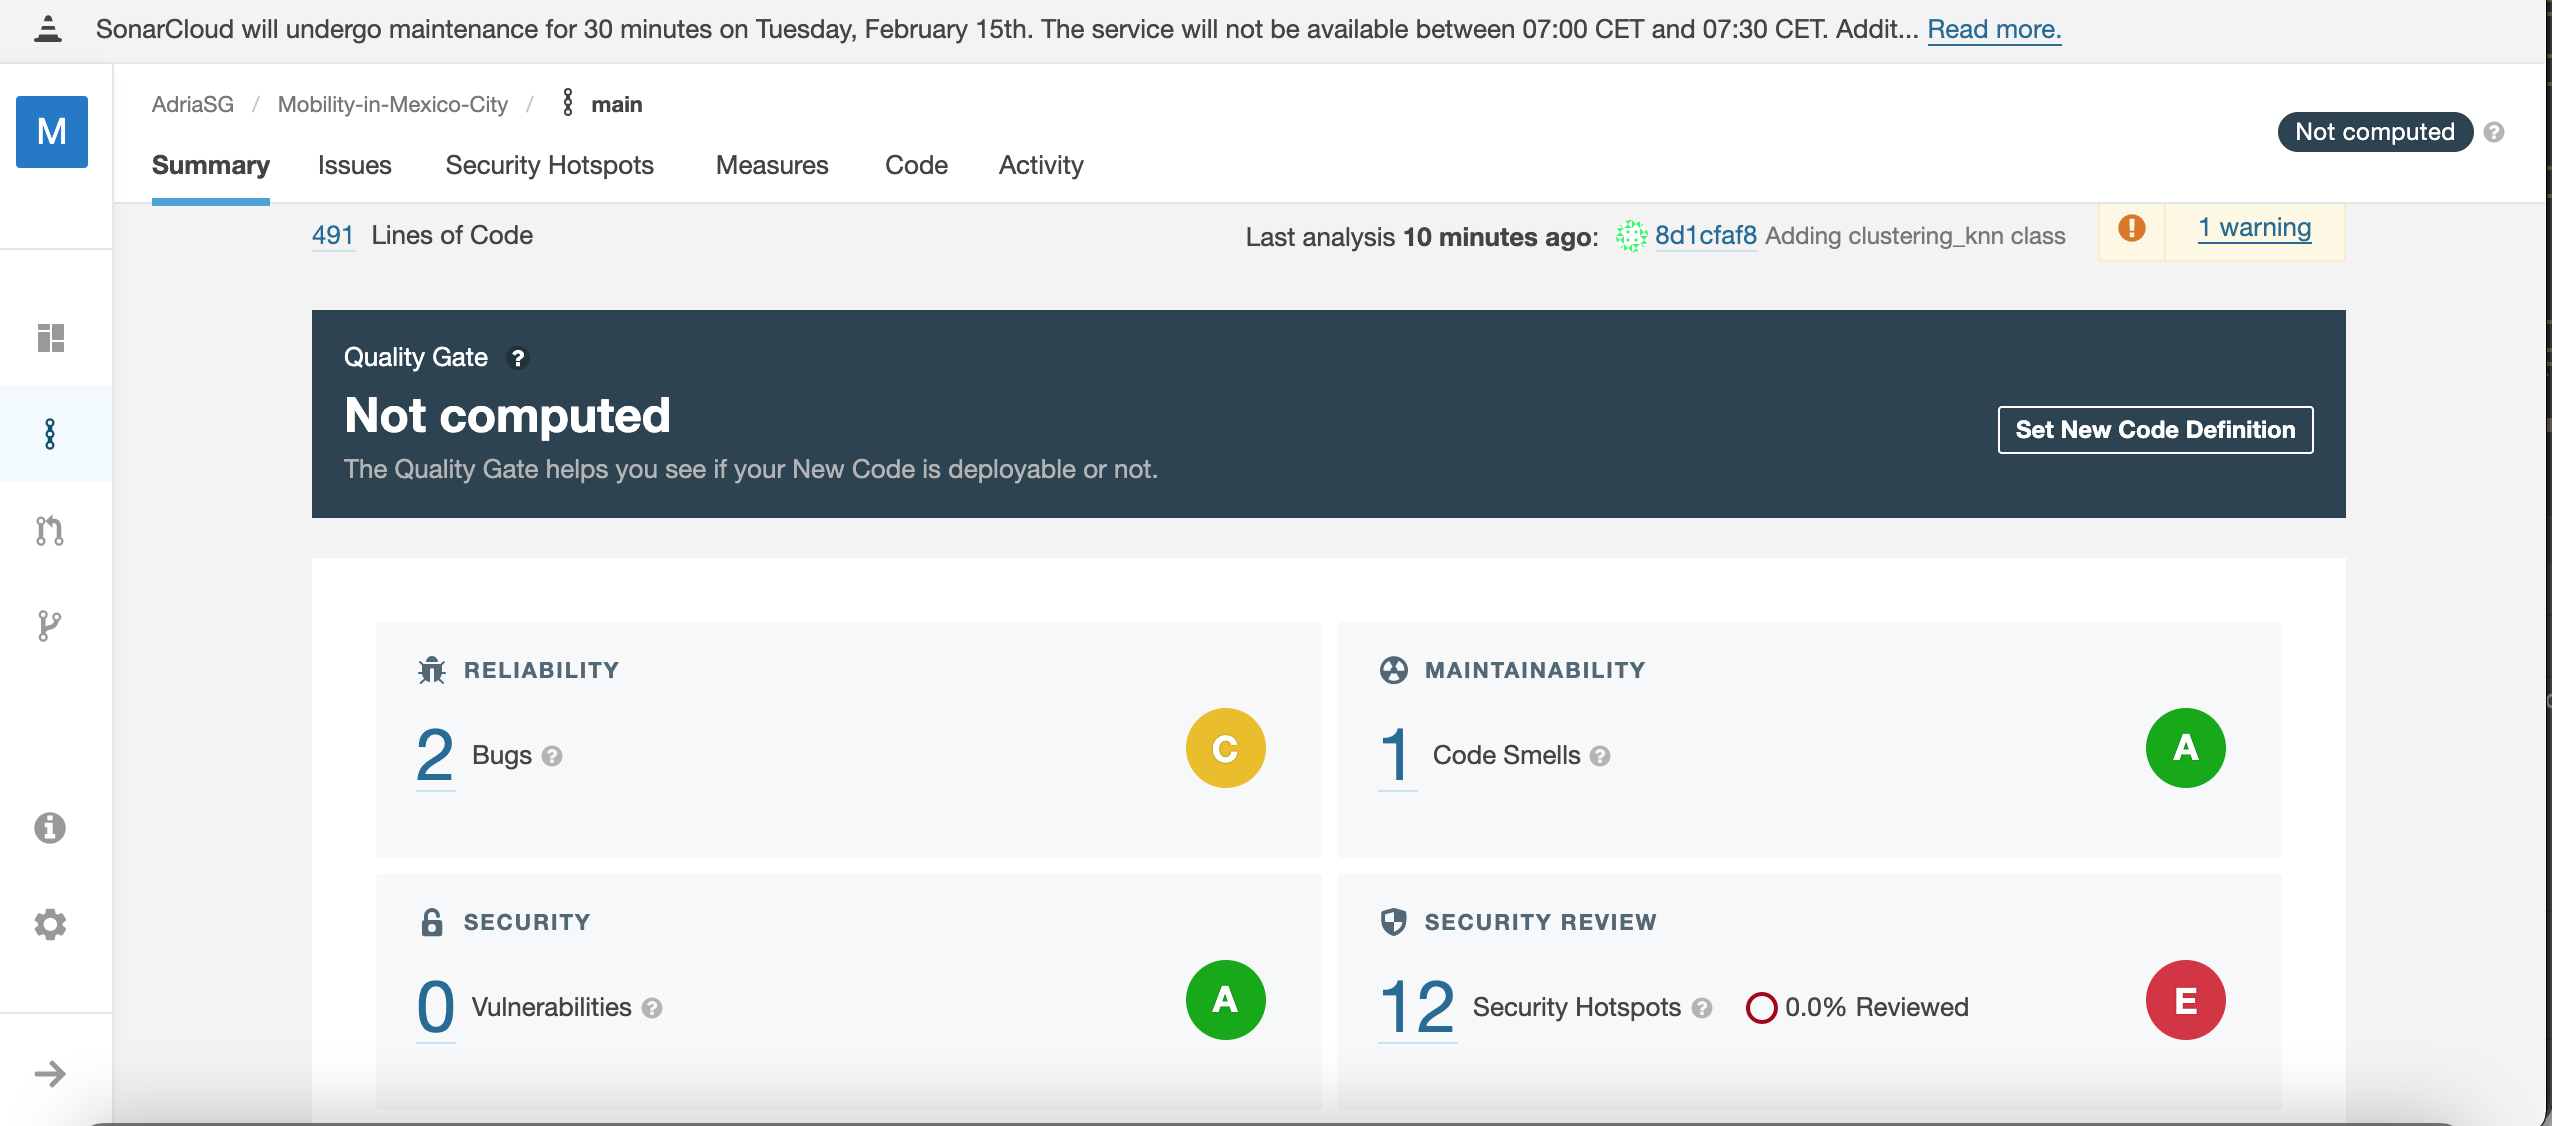 SonarCloud will undergo maintenance for 30 minutes on Tuesday, February 15th. The service will not be available between 07:00 CET and 07:30 CET. Addit... Read more.
M
AdriaSG / Mobility-in-Mexico-City / main
Not computed ?
Summary Issues Security Hotspots Measures Code Activity
491 Lines of Code
Last analysis 10 minutes ago: 8d1cfaf8 Adding clustering_knn class
! 1 warning
Quality Gate ?
Not computed
The Quality Gate helps you see if your New Code is deployable or not.
Set New Code Definition
RELIABILITY
2 Bugs ? C
MAINTAINABILITY
1 Code Smells ? A
SECURITY
0 Vulnerabilities ? A
SECURITY REVIEW
12 Security Hotspots ? 0.0% Reviewed E